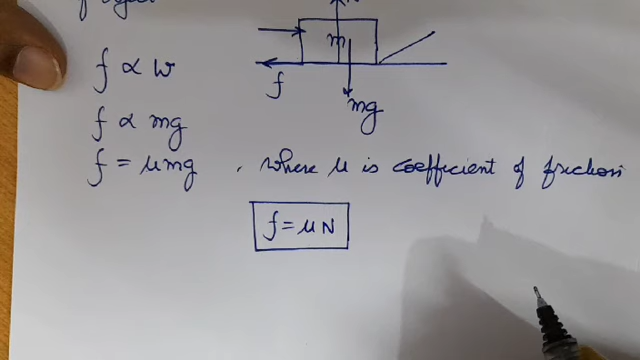 m
f
mg
f ∝ W
f ∝ mg
f = μmg , where μ is coefficient of friction
f = μN